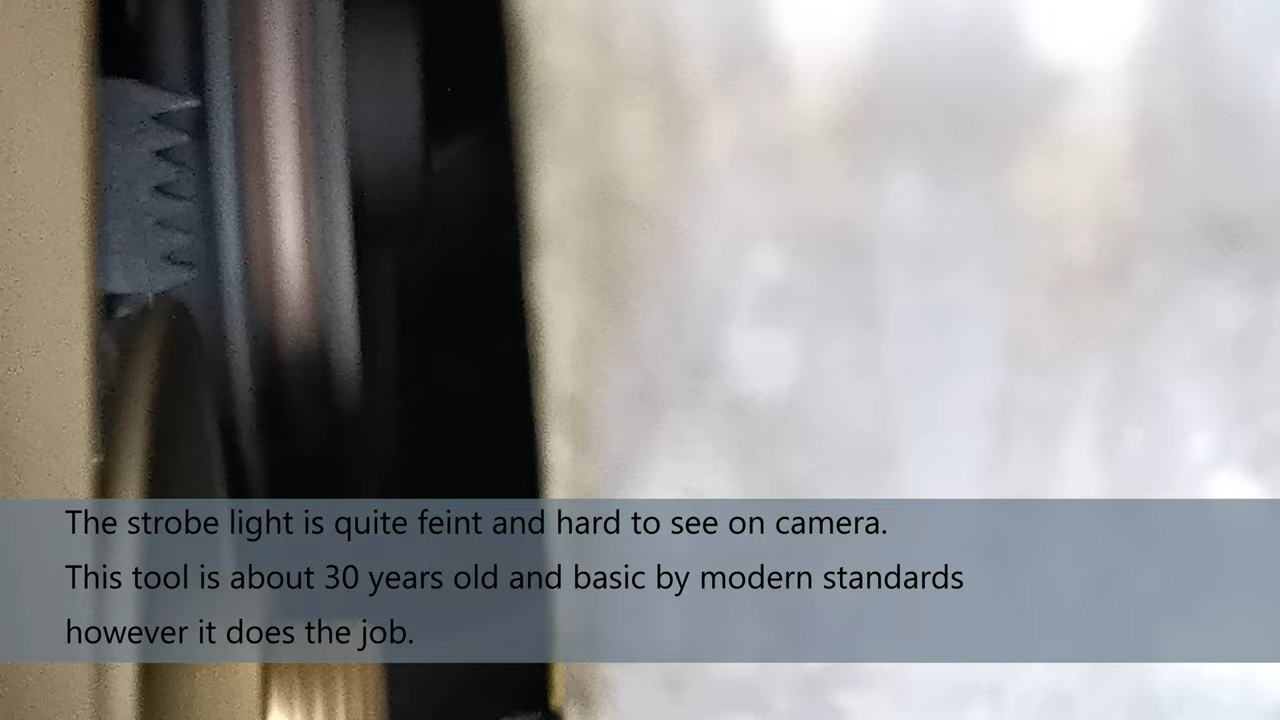 The strobe light is quite feint and hard to see on camera.
This tool is about 30 years old and basic by modern standards
however it does the job.